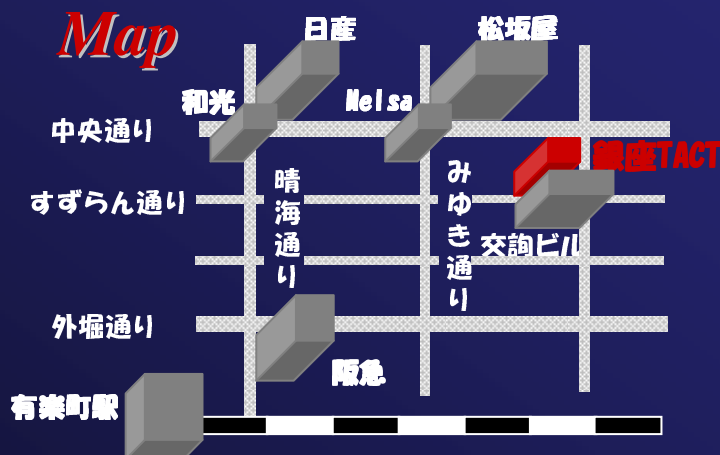 Map
日産
松坂屋
和光
Melsa
中央通り
銀座TACT
晴海通り
みゆき通り
すずらん通り
交詢ビル
外堀通り
阪急
有楽町駅